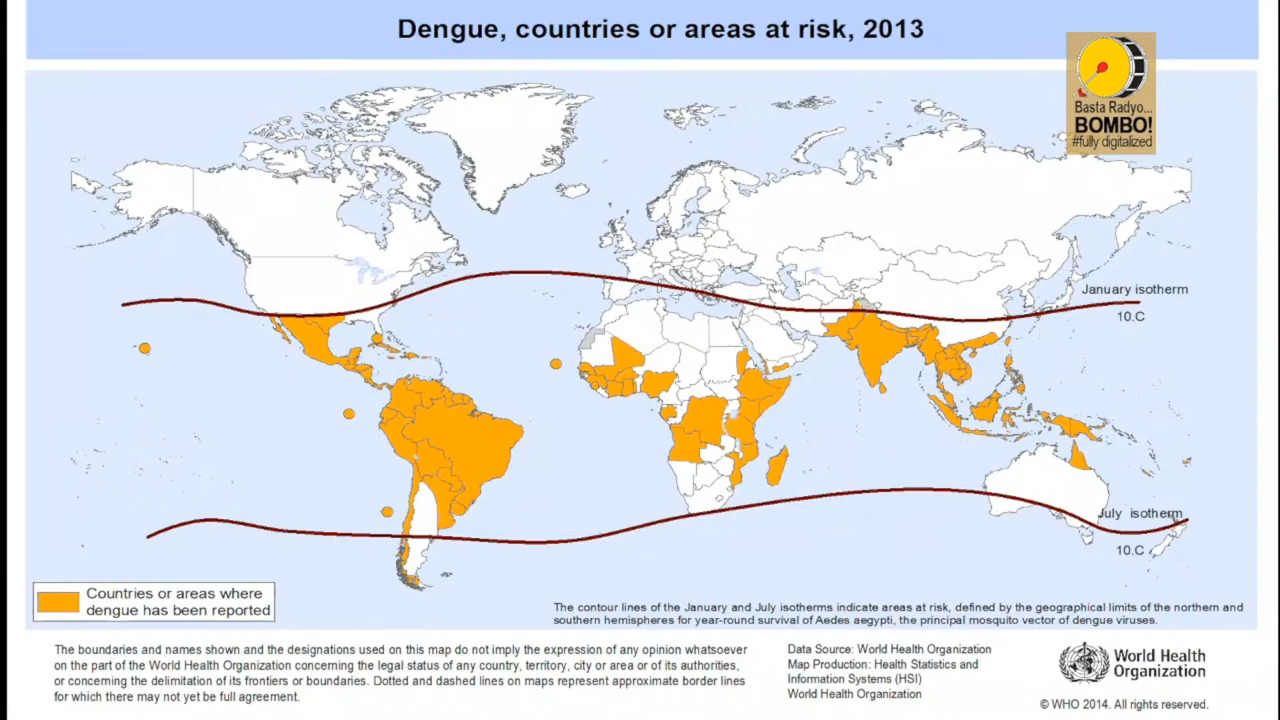 Dengue, countries or areas at risk, 2013
Basta Radyo...
BOMBO!
#fully digitalized
January isotherm
10.C
July isotherm
10.C
Countries or areas where
dengue has been reported
The contour lines of the January and July isotherms indicate areas at risk, defined by the geographical limits of the northern and
southern hemispheres for year-round survival of Aedes aegypti, the principal mosquito vector of dengue viruses.
The boundaries and names shown and the designations used on this map do not imply the expression of any opinion whatsoever
on the part of the World Health Organization concerning the legal status of any country, territory, city or area or of its authorities,
or concerning the delimitation of its frontiers or boundaries. Dotted and dashed lines on maps represent approximate border lines
for which there may not yet be full agreement.
Data Source: World Health Organization
Map Production: Health Statistics and
Information Systems (HSI)
World Health Organization
World Health
Organization
© WHO 2014. All rights reserved.